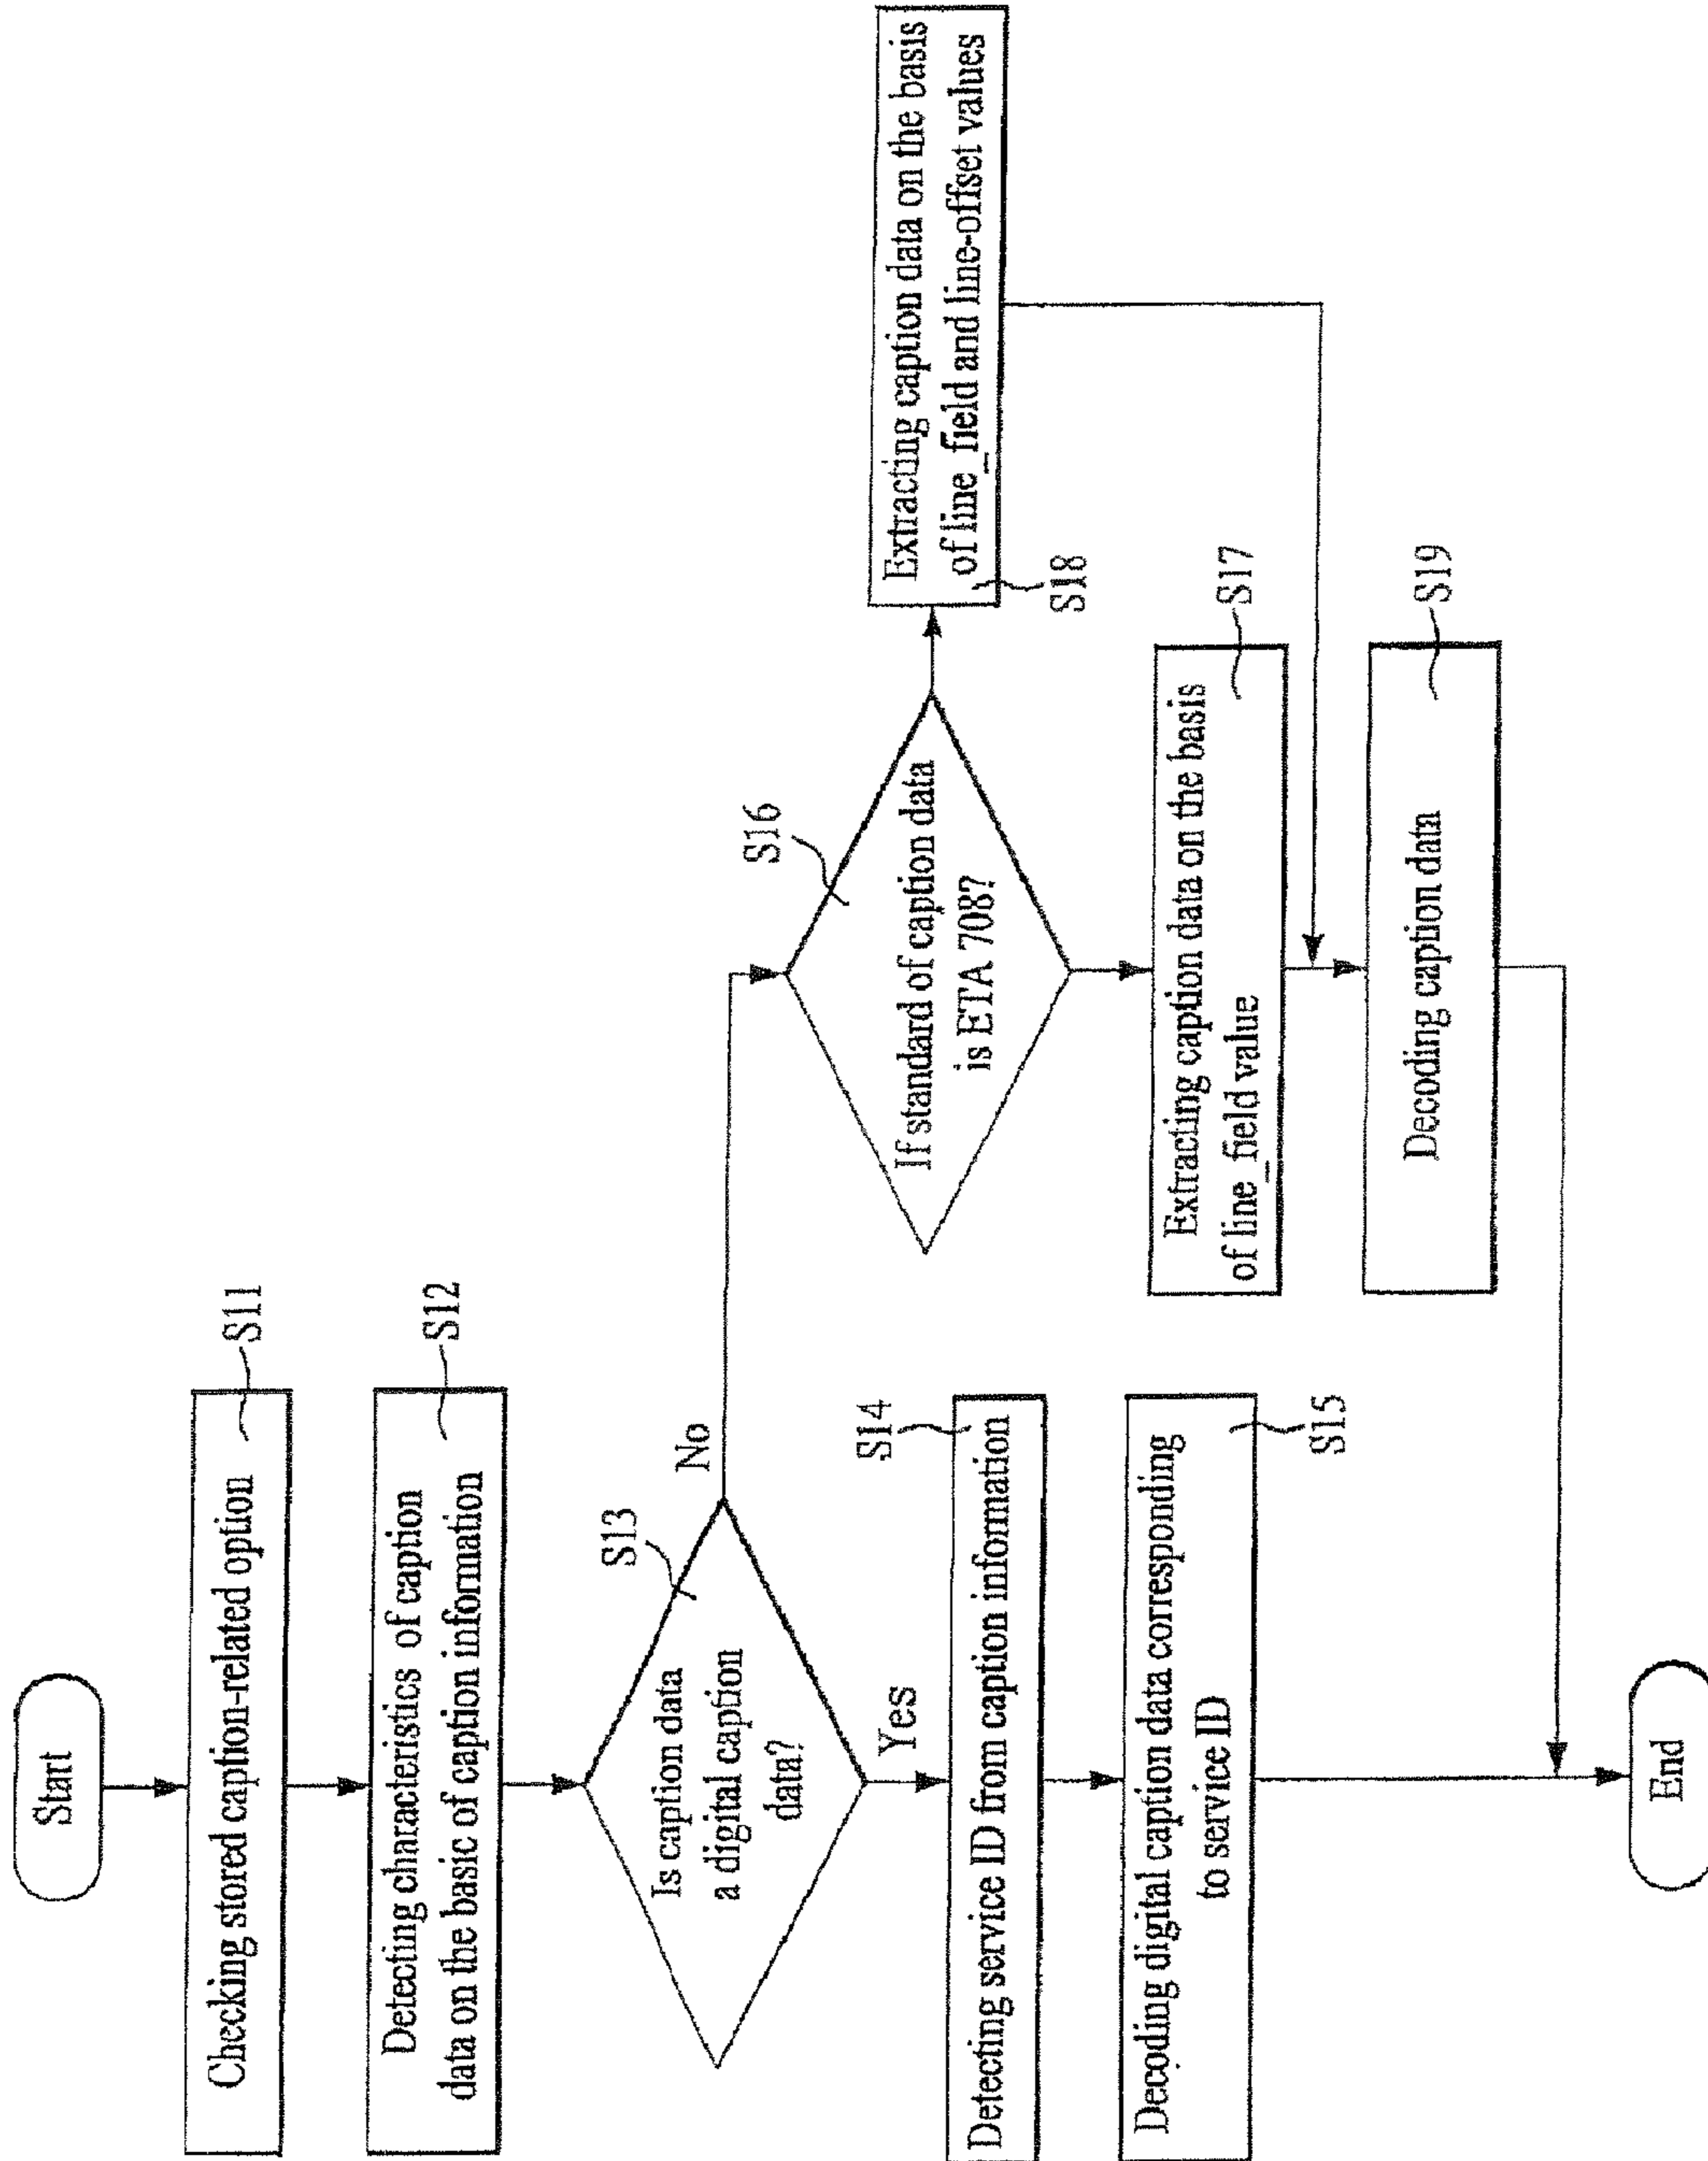 Start
Checking stored caption-related option
S11
Detecting characteristics of caption
data on the basic of caption information
S12
Is caption data
a digital caption
data?
S13
No
Yes
Detecting service ID from caption information
S14
Decoding digital caption data corresponding
to service ID
S15
If standard of caption data
is ETA 708?
S16
Extracting caption data on the basis
of line_field value
S17
Extracting caption data on the basis
of line_field and line-offset values
S18
Decoding caption data
S19
End